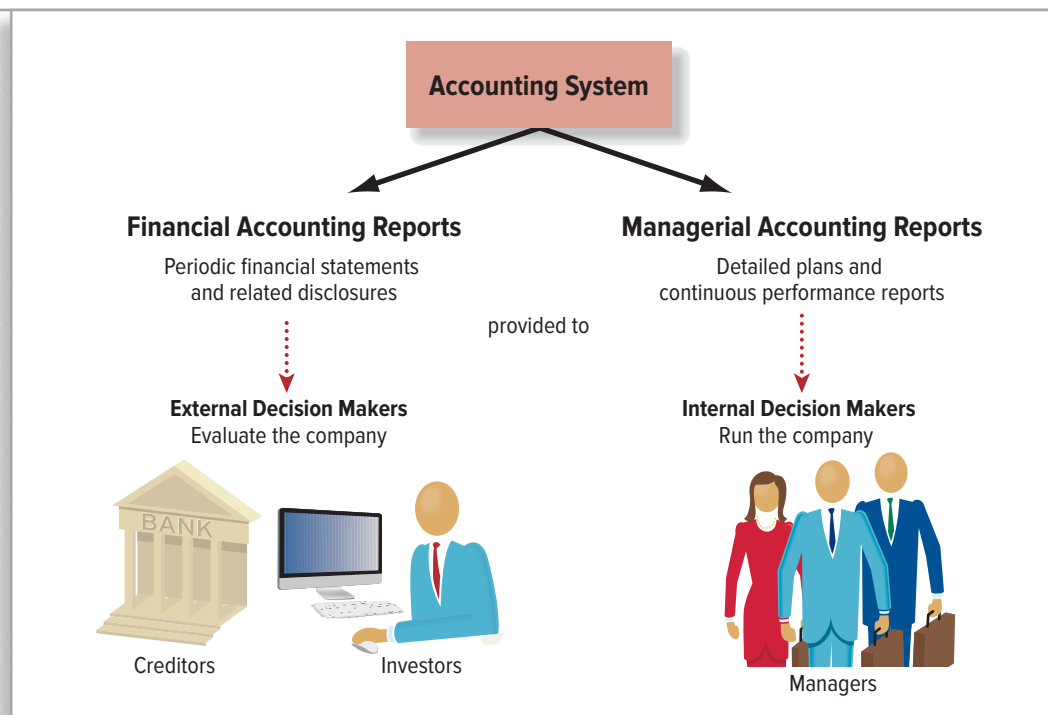 Accounting System
Financial Accounting Reports
Periodic financial statements
and related disclosures
Managerial Accounting Reports
Detailed plans and
continuous performance reports
provided to
External Decision Makers
Evaluate the company
Internal Decision Makers
Run the company
BANK
Creditors
Investors
Managers